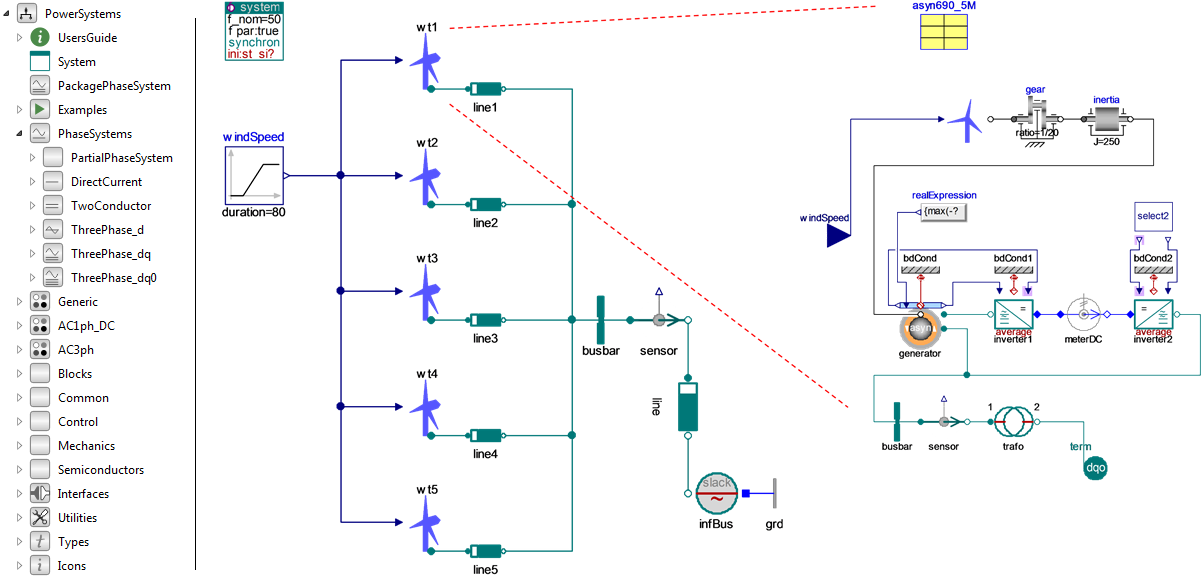 PowerSystems
UsersGuide
System
PackagePhaseSystem
Examples
PhaseSystems
PartialPhaseSystem
DirectCurrent
TwoConductor
ThreePhase_d
ThreePhase_dq
ThreePhase_dq0
Generic
AC1ph_DC
AC3ph
Blocks
Common
Control
Mechanics
Semiconductors
Interfaces
Utilities
Types
Icons
system
f_nom=50
f par:true
synchron
ini:st si?
windSpeed
duration=80
wt1
line1
wt2
line2
wt3
line3
wt4
line4
wt5
line5
busbar
sensor
line
slack
~
infBus
grd
asyn690_5M
gear
ratio=1/20
inertia
J=250
windSpeed
realExpression
{max(-?
select2
bdCond
bdCond1
bdCond2
asyn
generator
average
inverter1
meterDC
average
inverter2
busbar
sensor
1
2
trafo
term
dqo